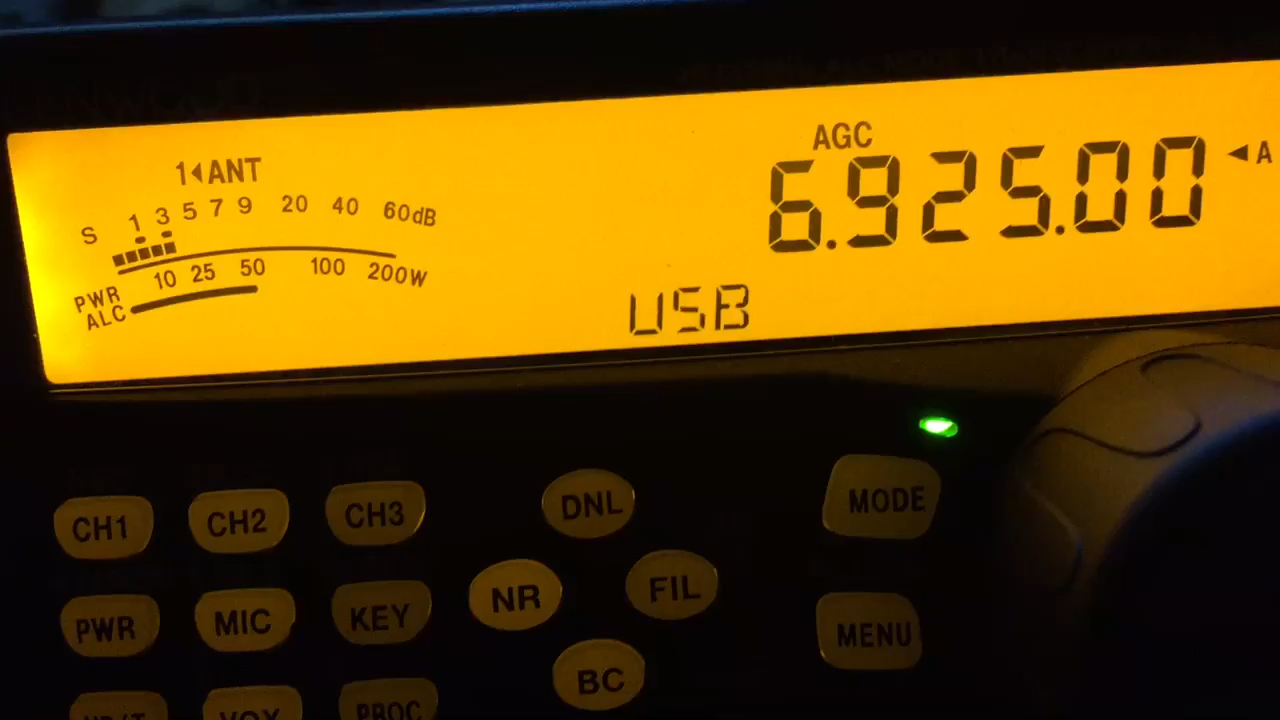 KENWOOD
1◄ANT
AGC
S 1 3 5 7 9 20 40 60dB
6.925.00 ◄A
10 25 50 100 200W
PWR
ALC
USB
CH1 CH2 CH3 DNL MODE
PWR MIC KEY NR FIL MENU
BC
VOX PROC